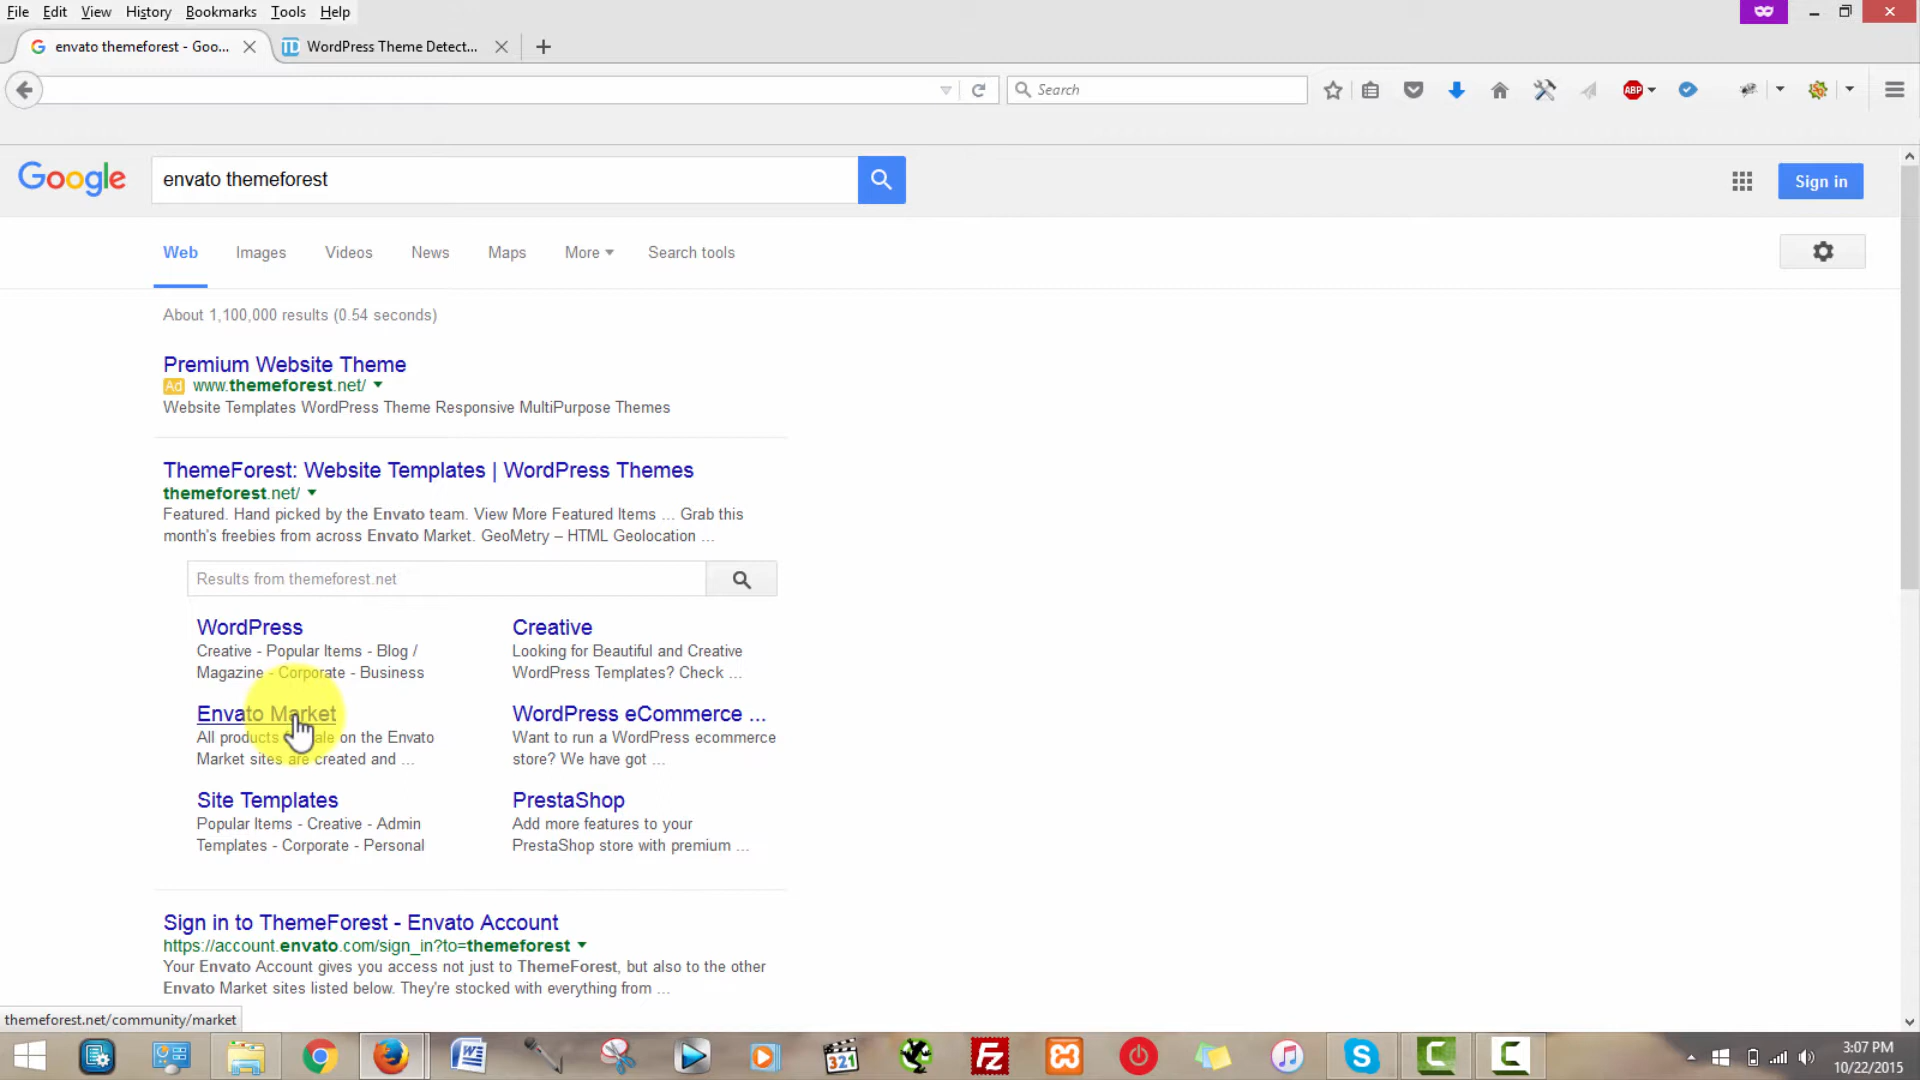 File Edit View History Tools Help
envato themeforest - Goo...
WordPress Theme Detect...
Search
ABP
Google
envato themeforest
Sign in
Web Images Videos News Maps More Search tools
About 1,100,000 results (0.54 seconds)
Premium Website Theme
Ad www.themeforest.net/
Website Templates WordPress Theme Responsive MultiPurpose Themes
ThemeForest: Website Templates | WordPress Themes
themeforest.net/
Featured. Hand picked by the Envato team. View More Featured Items ... Grab this
month's freebies from across Envato Market. GeoMetry – HTML Geolocation ...
Results from themeforest.net
WordPress
Creative - Popular Items - Blog /
Magazine - Corporate - Business
Creative
Looking for Beautiful and Creative
WordPress Templates? Check ...
Envato Market
All products ale on the Envato
Market sites are created and ...
WordPress eCommerce ...
Want to run a WordPress ecommerce
store? We have got ...
Site Templates
Popular Items - Creative - Admin
Templates - Corporate - Personal
PrestaShop
Add more features to your
PrestaShop store with premium ...
Sign in to ThemeForest - Envato Account
https://account.envato.com/sign_in?to=themeforest
Your Envato Account gives you access not just to ThemeForest, but also to the other
Envato Market sites listed below. They're stocked with everything from ...
themeforest.net/community/market
321
3:07 PM
10/22/2015